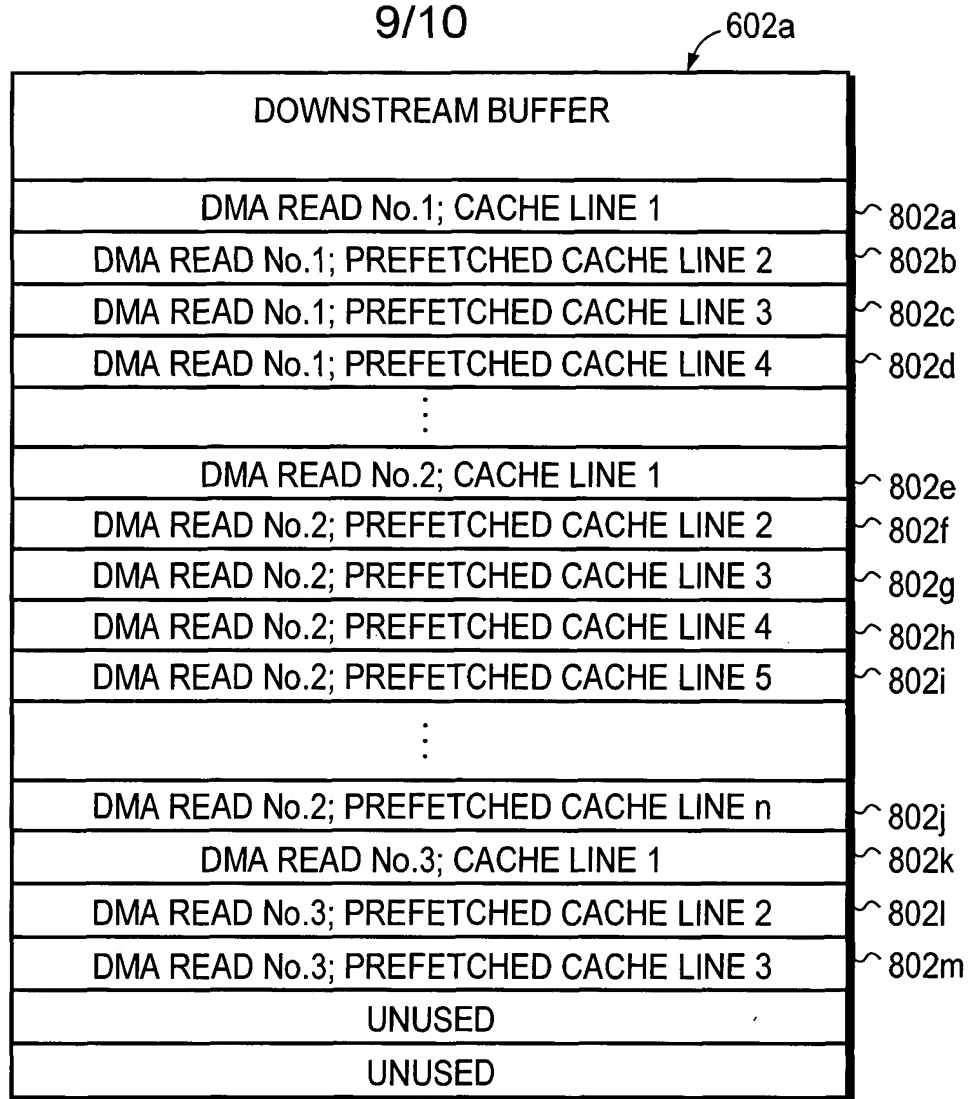 9/10
602a
DOWNSTREAM BUFFER
DMA READ No.1; CACHE LINE 1 802a
DMA READ No.1; PREFETCHED CACHE LINE 2 802b
DMA READ No.1; PREFETCHED CACHE LINE 3 802c
DMA READ No.1; PREFETCHED CACHE LINE 4 802d
⋮
DMA READ No.2; CACHE LINE 1 802e
DMA READ No.2; PREFETCHED CACHE LINE 2 802f
DMA READ No.2; PREFETCHED CACHE LINE 3 802g
DMA READ No.2; PREFETCHED CACHE LINE 4 802h
DMA READ No.2; PREFETCHED CACHE LINE 5 802i
⋮
DMA READ No.2; PREFETCHED CACHE LINE n 802j
DMA READ No.3; CACHE LINE 1 802k
DMA READ No.3; PREFETCHED CACHE LINE 2 802l
DMA READ No.3; PREFETCHED CACHE LINE 3 802m
UNUSED
UNUSED